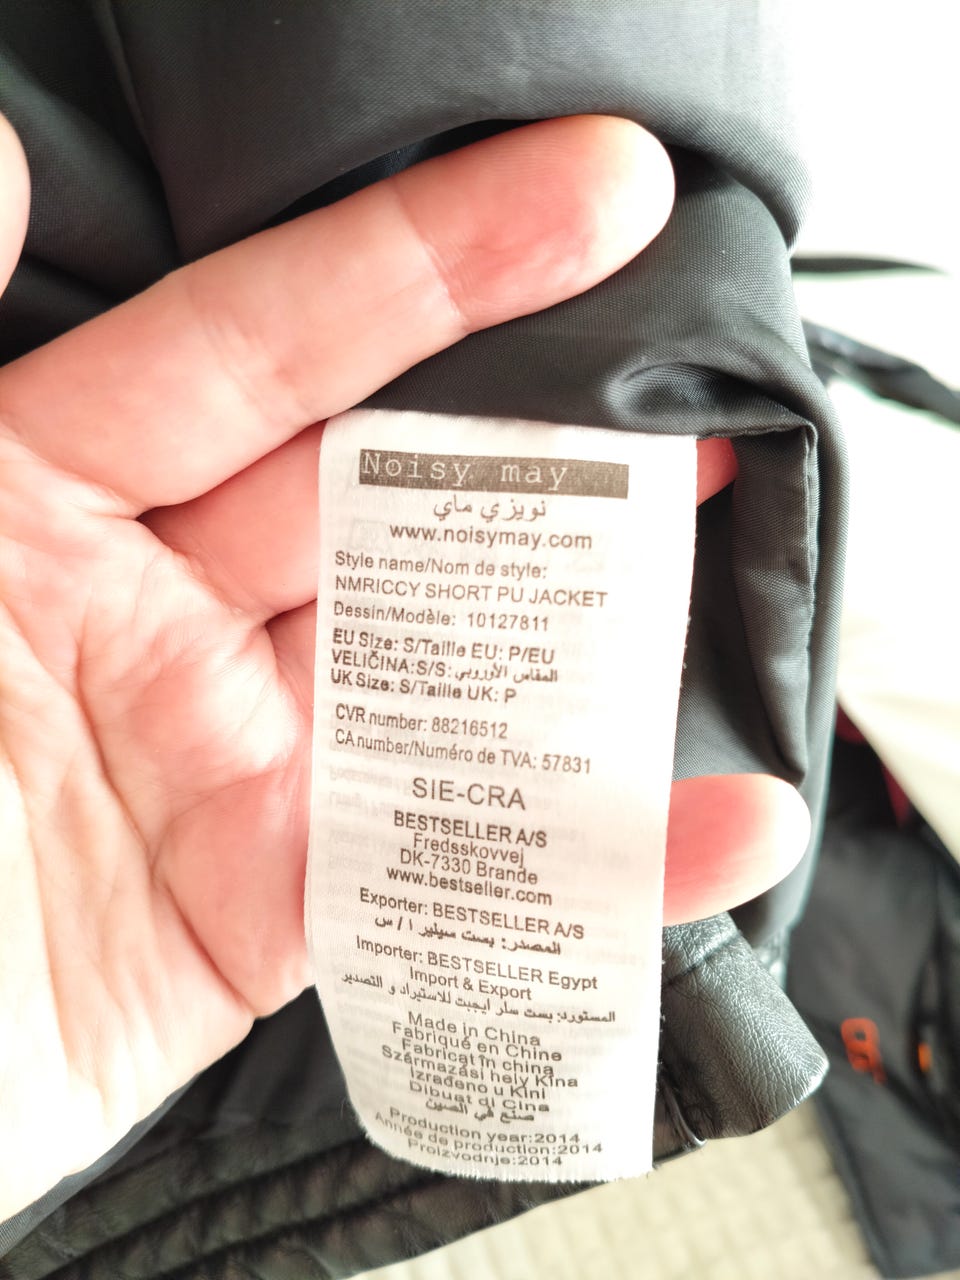 Noisy may
نويزي ماي
www.noisymay.com
Style name/Nom de style:
NMRICCY SHORT PU JACKET
Dessin/Modèle: 10127811
EU Size: S/Taille EU: P/EU
VELIČINA:S/S: المقاس الأوروبي
UK Size: S/Taille UK: P
CVR number: 88216512
CA number/Numéro de TVA: 57831
SIE-CRA
BESTSELLER A/S
Fredsskovvej
DK-7330 Brande
www.bestseller.com
Exporter: BESTSELLER A/S
المصدر: بست سيلير ا / س
Importer: BESTSELLER Egypt
Import & Export
المستورد: بست سلر ايجبت للاستيراد و التصدير
Made in China
Fabriqué en Chine
Fabricat în china
Származási hely Kína
Izrađeno u Kini
Dibuat di Cina
صنع في الصين
Production year:2014
Année de production:2014
Proizvodnje:2014